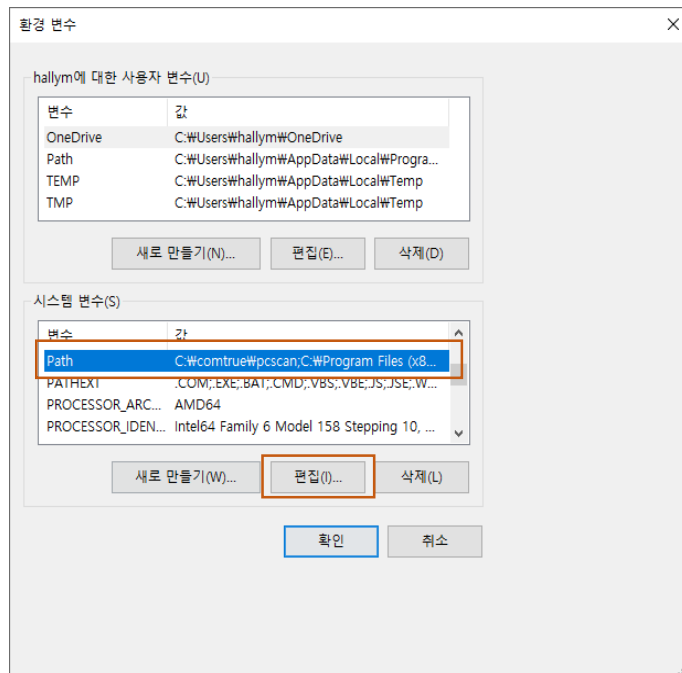 환경 변수
hallym에 대한 사용자 변수(U)
변수 값
OneDrive C:₩Users₩hallym₩OneDrive
Path C:₩Users₩hallym₩AppData₩Local₩Progra...
TEMP C:₩Users₩hallym₩AppData₩Local₩Temp
TMP C:₩Users₩hallym₩AppData₩Local₩Temp
새로 만들기(N)... 편집(E)... 삭제(D)
시스템 변수(S)
변수 값
Path C:₩comtrue₩pcscan;C:₩Program Files (x8...
PATHEXT .COM;.EXE;.BAT;.CMD;.VBS;.VBE;.JS;.JSE;.W...
PROCESSOR_ARC... AMD64
PROCESSOR_IDEN... Intel64 Family 6 Model 158 Stepping 10, ...
새로 만들기(W)... 편집(I)... 삭제(L)
확인 취소